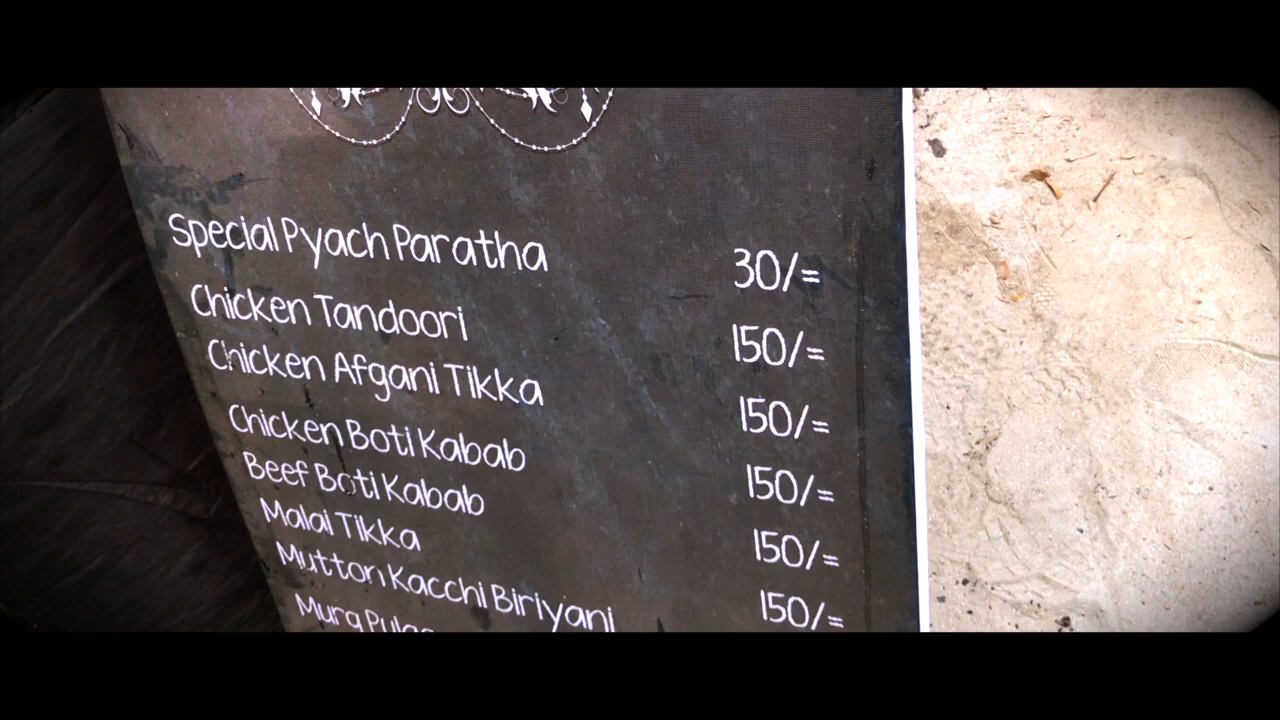 Special Pyach Paratha 30/=
Chicken Tandoori 150/=
Chicken Afgani Tikka 150/=
Chicken Boti Kabab 150/=
Beef Boti Kabab 150/=
Malai Tikka 150/=
Mutton Kacchi Biriyani